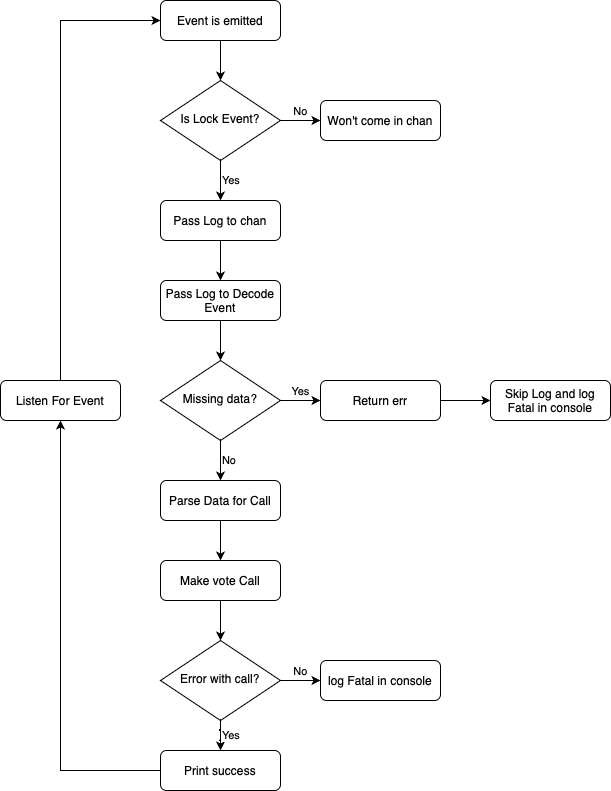 Event is emitted
Is Lock Event?
No
Won't come in chan
Yes
Pass Log to chan
Pass Log to Decode
Event
Listen For Event
Missing data?
Yes
Return err
Skip Log and log
Fatal in console
No
Parse Data for Call
Make vote Call
Error with call?
No
log Fatal in console
Yes
Print success